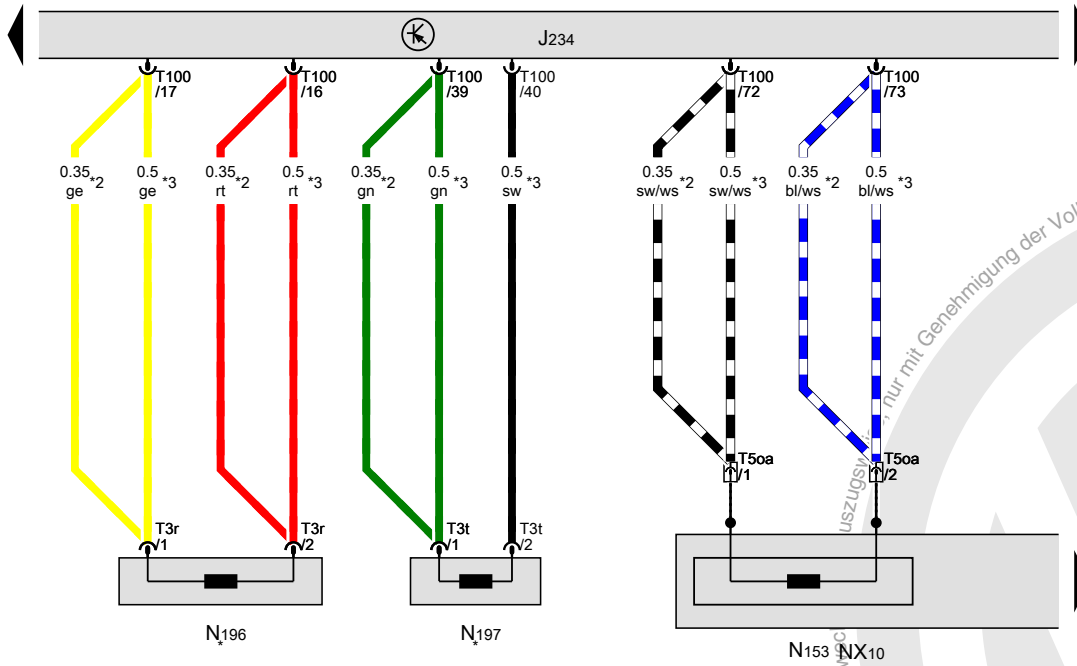 J234
T100
/17
T100
/16
T100
/39
T100
/40
T100
/72
T100
/73
0.35
ge
*2
0.5
ge
*3
0.35
rt
*2
0.5
rt
*3
0.35
gn
*2
0.5
gn
*3
0.5
sw
*3
0.35
sw/ws
*2
0.5
sw/ws
*3
0.35
bl/ws
*2
0.5
bl/ws
*3
nur mit Genehmigung der
T5oa
/1
T5oa
/2
T3r
/1
T3r
/2
T3t
/1
T3t
/2
N196
*
N197
*
N153
NX10